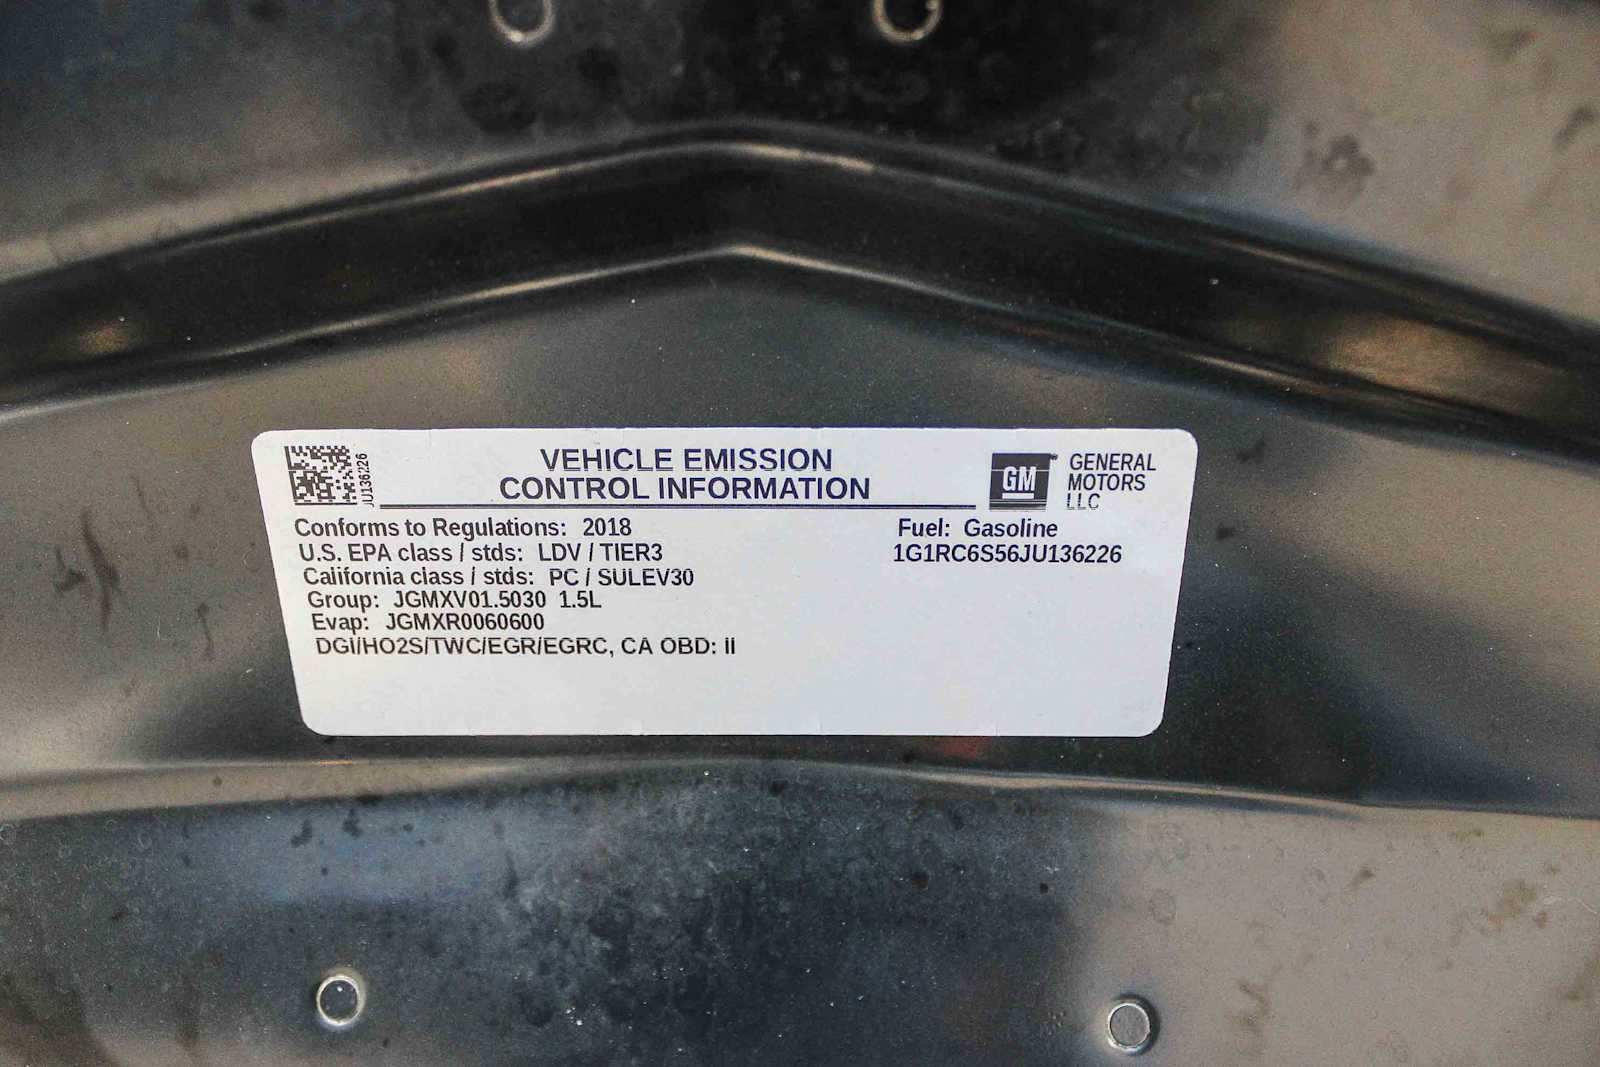 JU136226
VEHICLE EMISSION
CONTROL INFORMATION
GM
GENERAL
MOTORS
LLC
Conforms to Regulations: 2018
Fuel: Gasoline
U.S. EPA class / stds: LDV / TIER3
1G1RC6S56JU136226
California class / stds: PC / SULEV30
Group: JGMXV01.5030 1.5L
Evap: JGMXR0060600
DGI/HO2S/TWC/EGR/EGRC, CA OBD: II